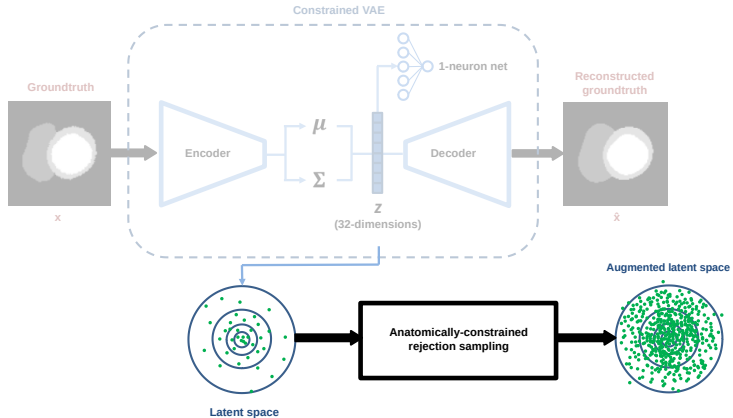 Constrained VAE
1-neuron net
Groundtruth
Reconstructed
groundtruth
Encoder
μ
Σ
Decoder
z
(32-dimensions)
x
x̂
Augmented latent space
Anatomically-constrained
rejection sampling
Latent space